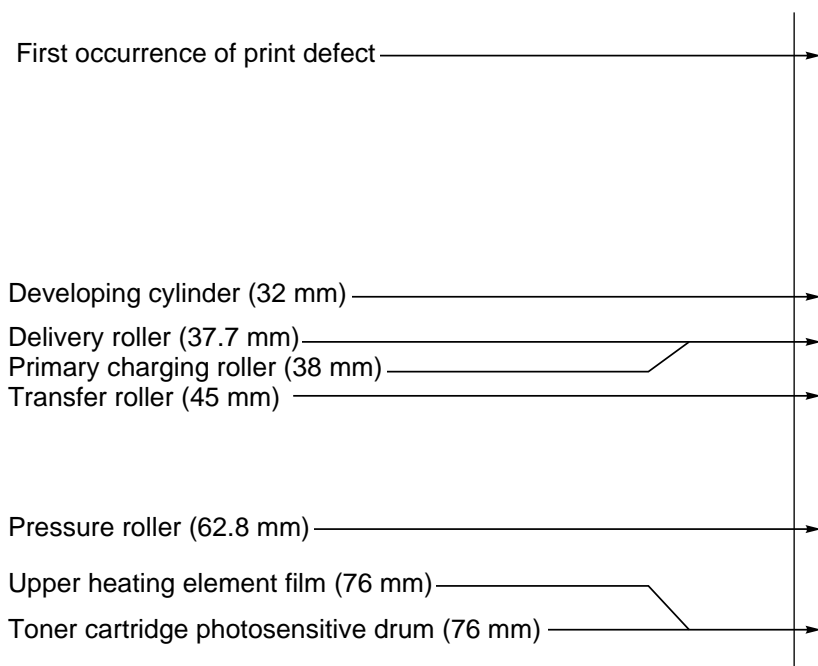 First occurrence of print defect
Developing cylinder (32 mm)
Delivery roller (37.7 mm)
Primary charging roller (38 mm)
Transfer roller (45 mm)
Pressure roller (62.8 mm)
Upper heating element film (76 mm)
Toner cartridge photosensitive drum (76 mm)